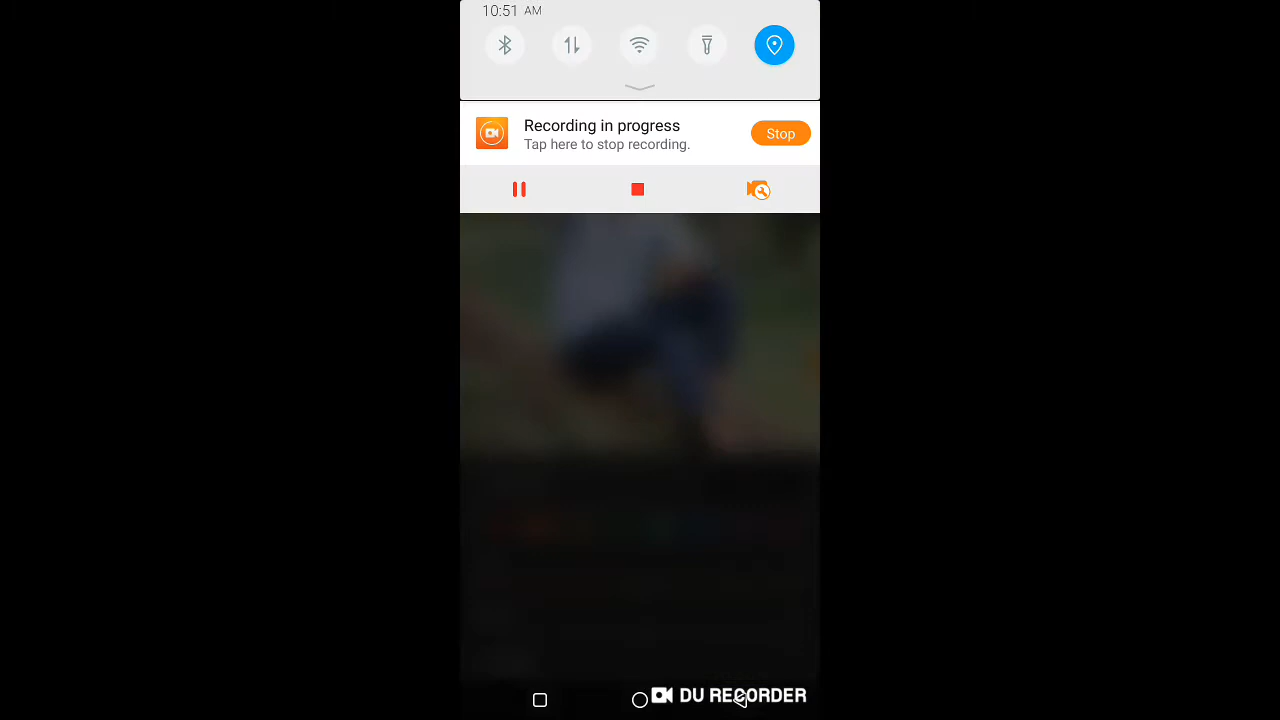 10:51 AM
Recording in progress
Tap here to stop recording.
Stop
DU RECORDER